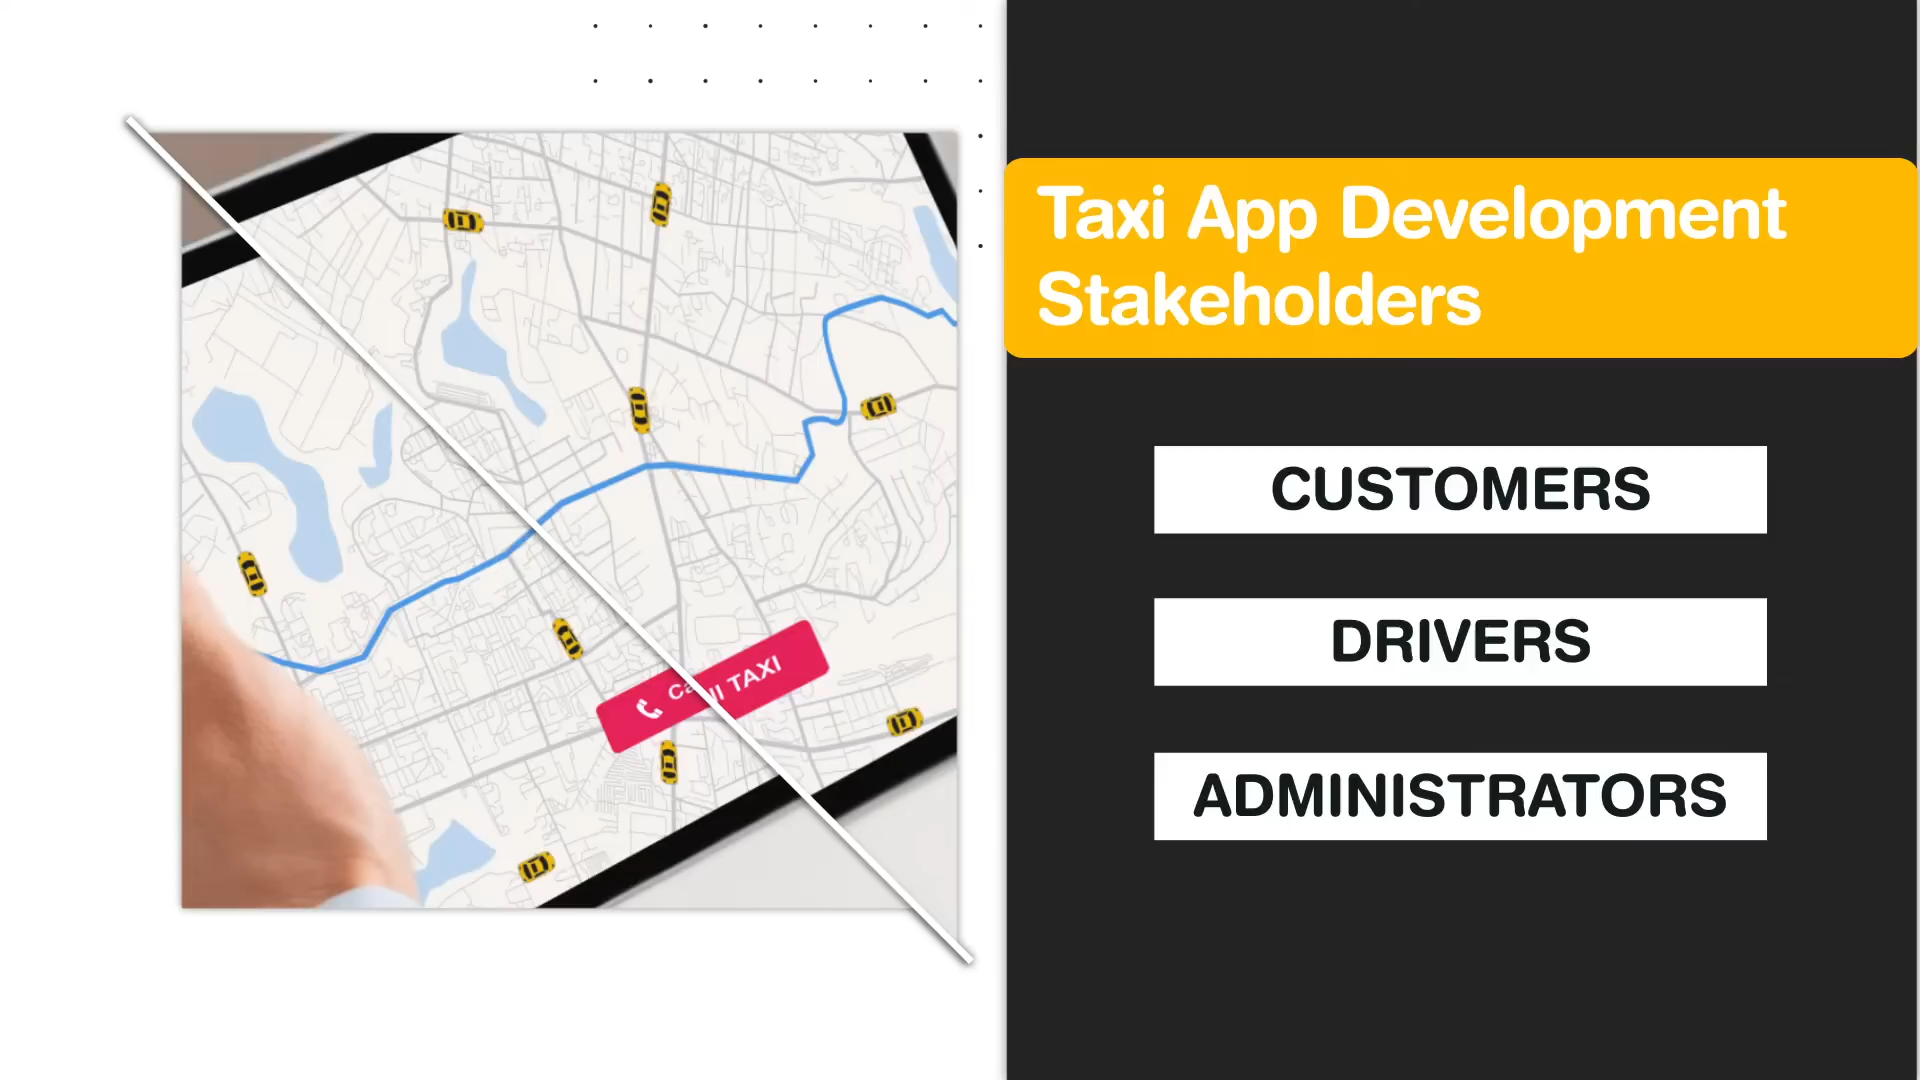 Taxi App Development
Stakeholders
CUSTOMERS
DRIVERS
ADMINISTRATORS
TAXI